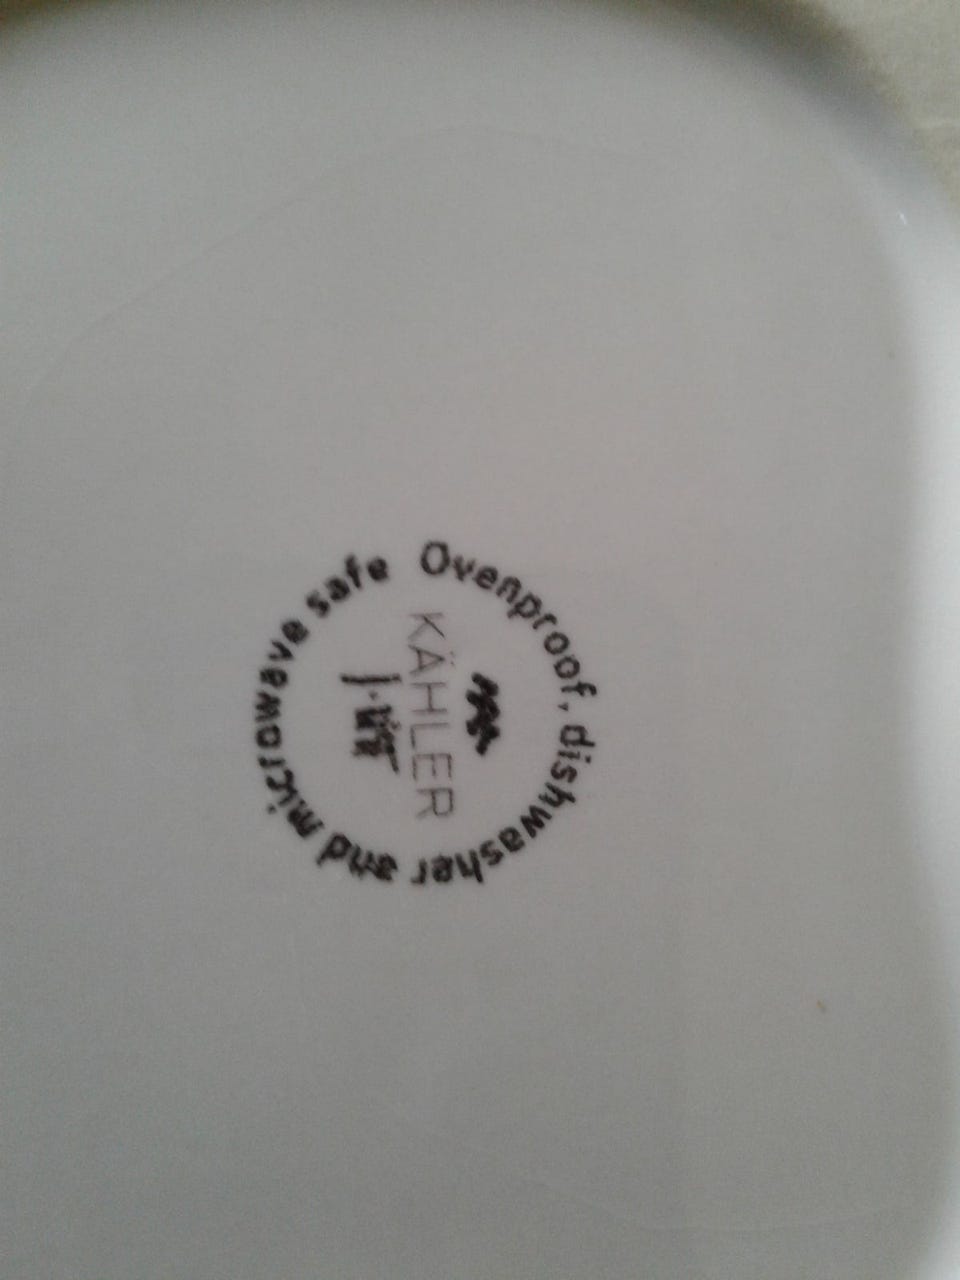 Ovenproof, dishwasher and microwave safe
KÄHLER